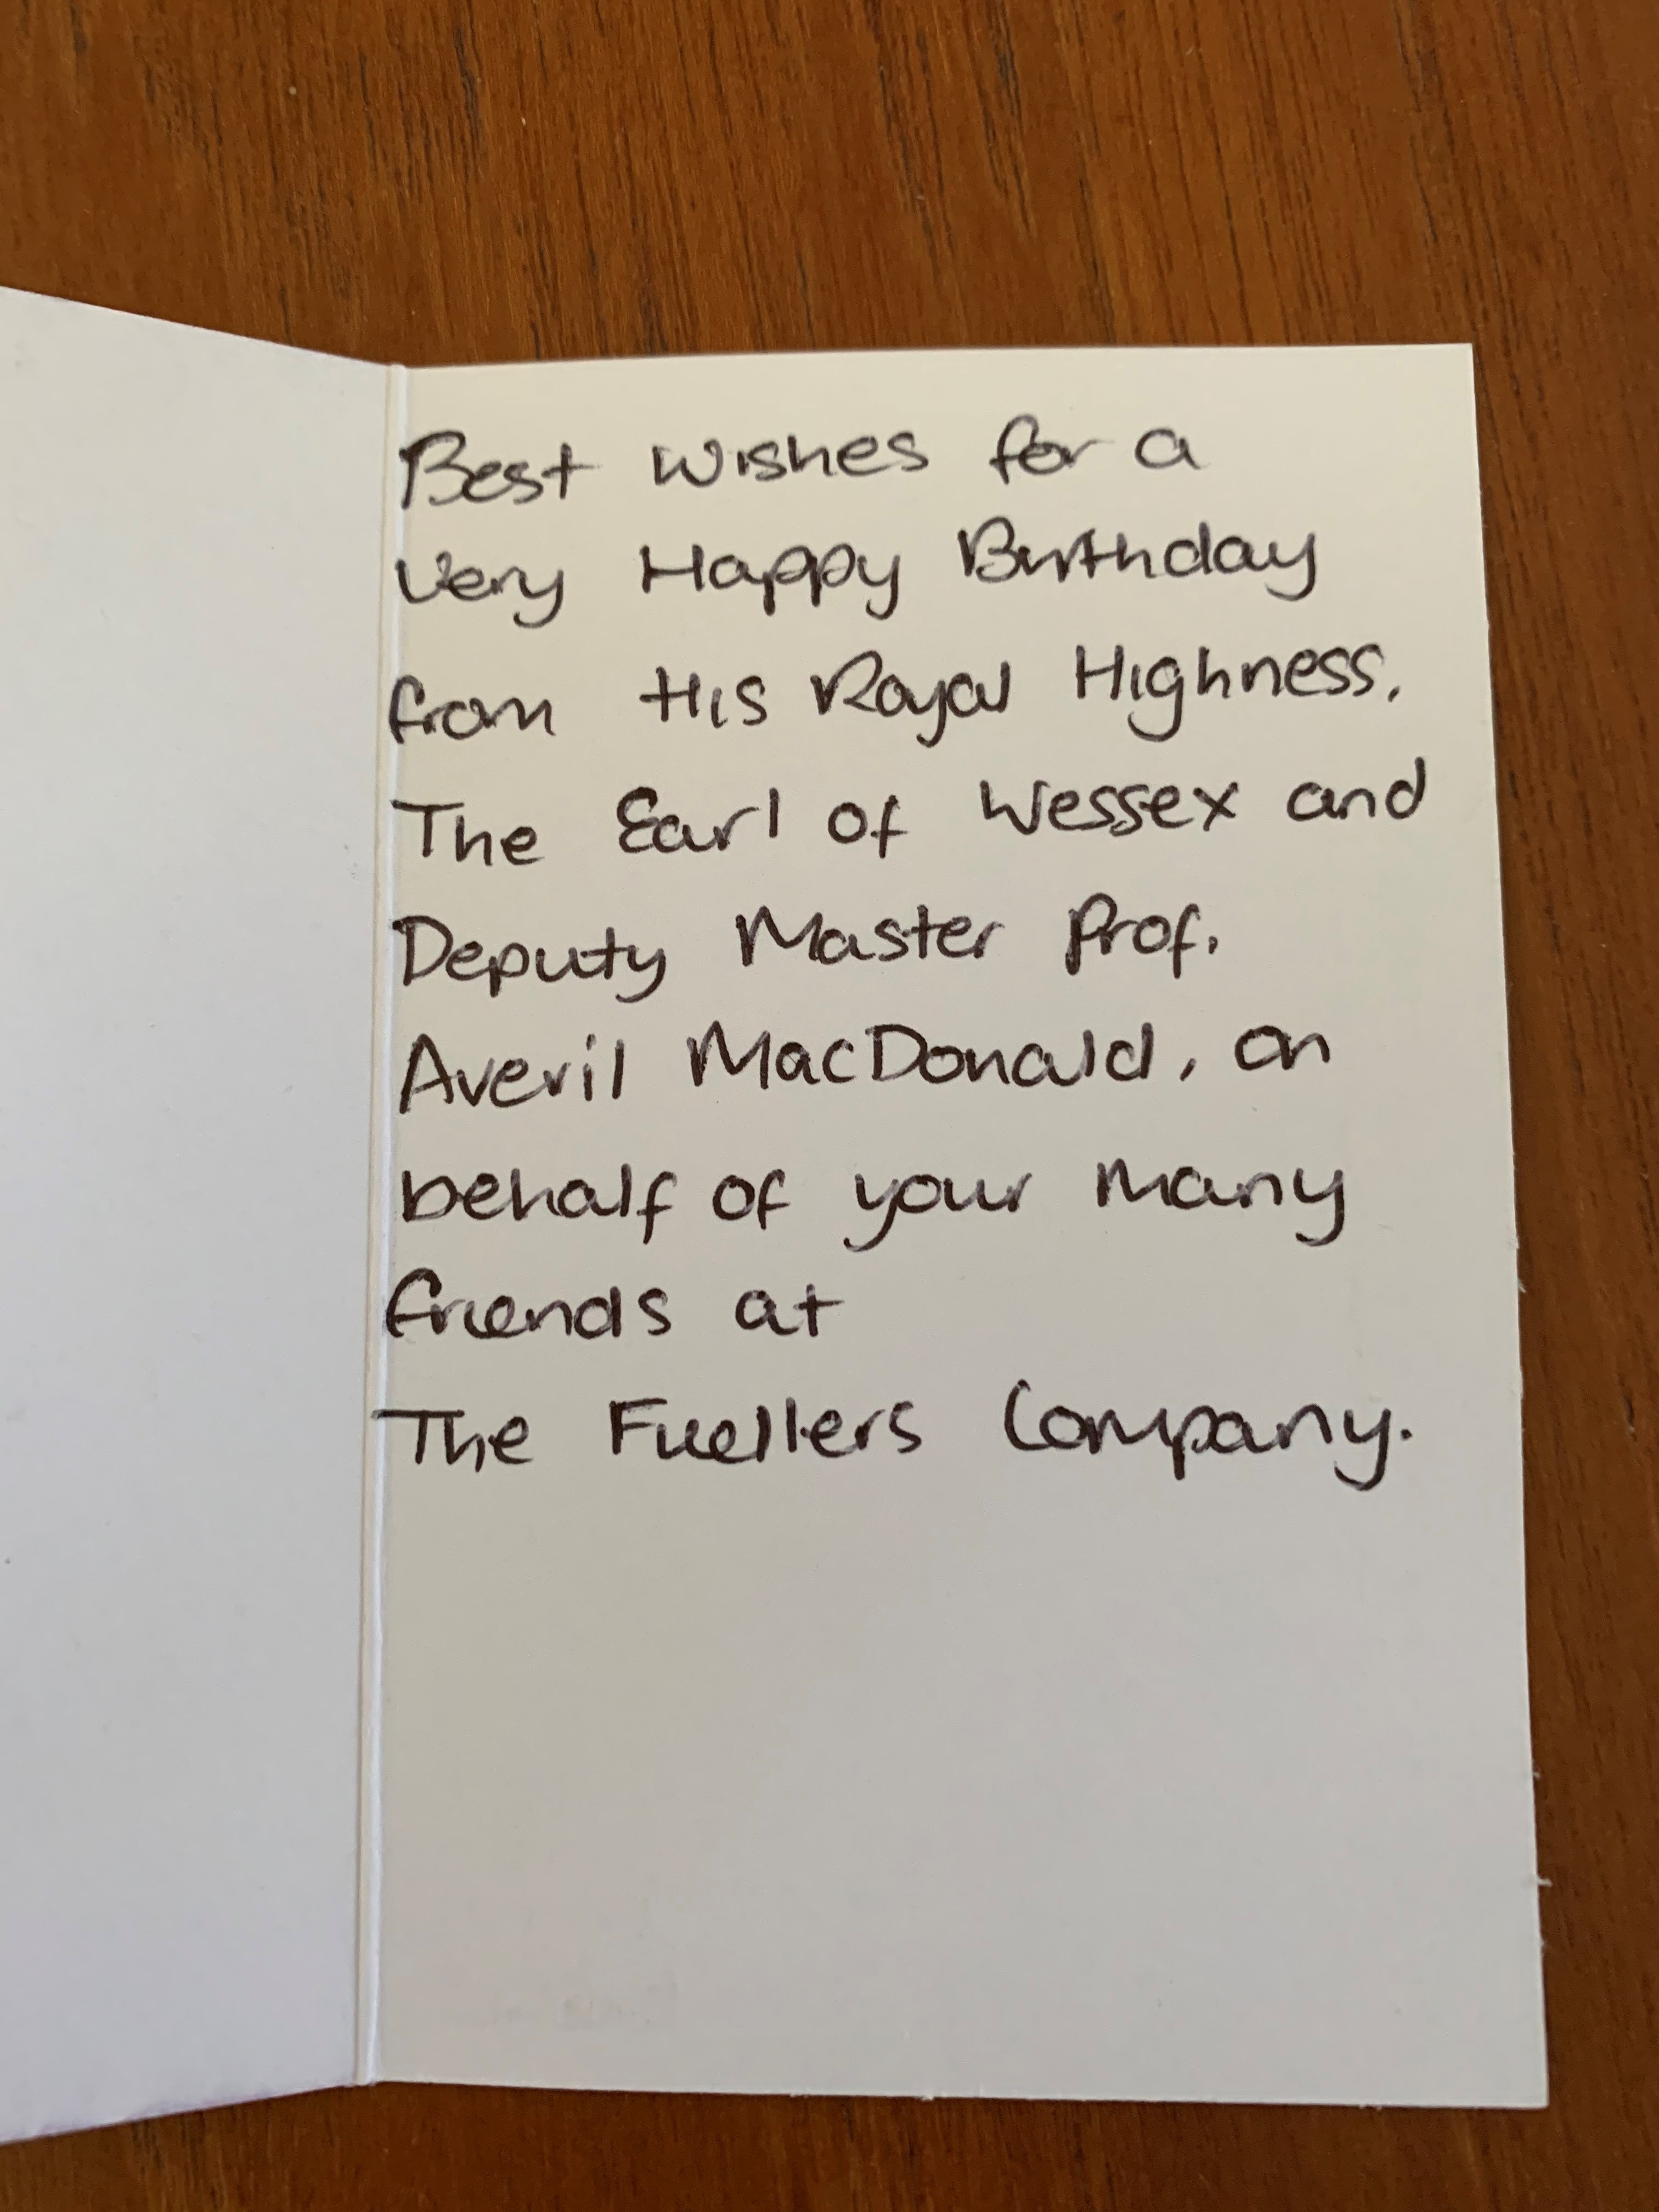 Best Wishes for a
Very Happy Birthday
from His Royal Highness,
The Earl of Wessex and
Deputy Master Prof.
Averil MacDonald, on
behalf of your many
friends at
The Fuellers Company.